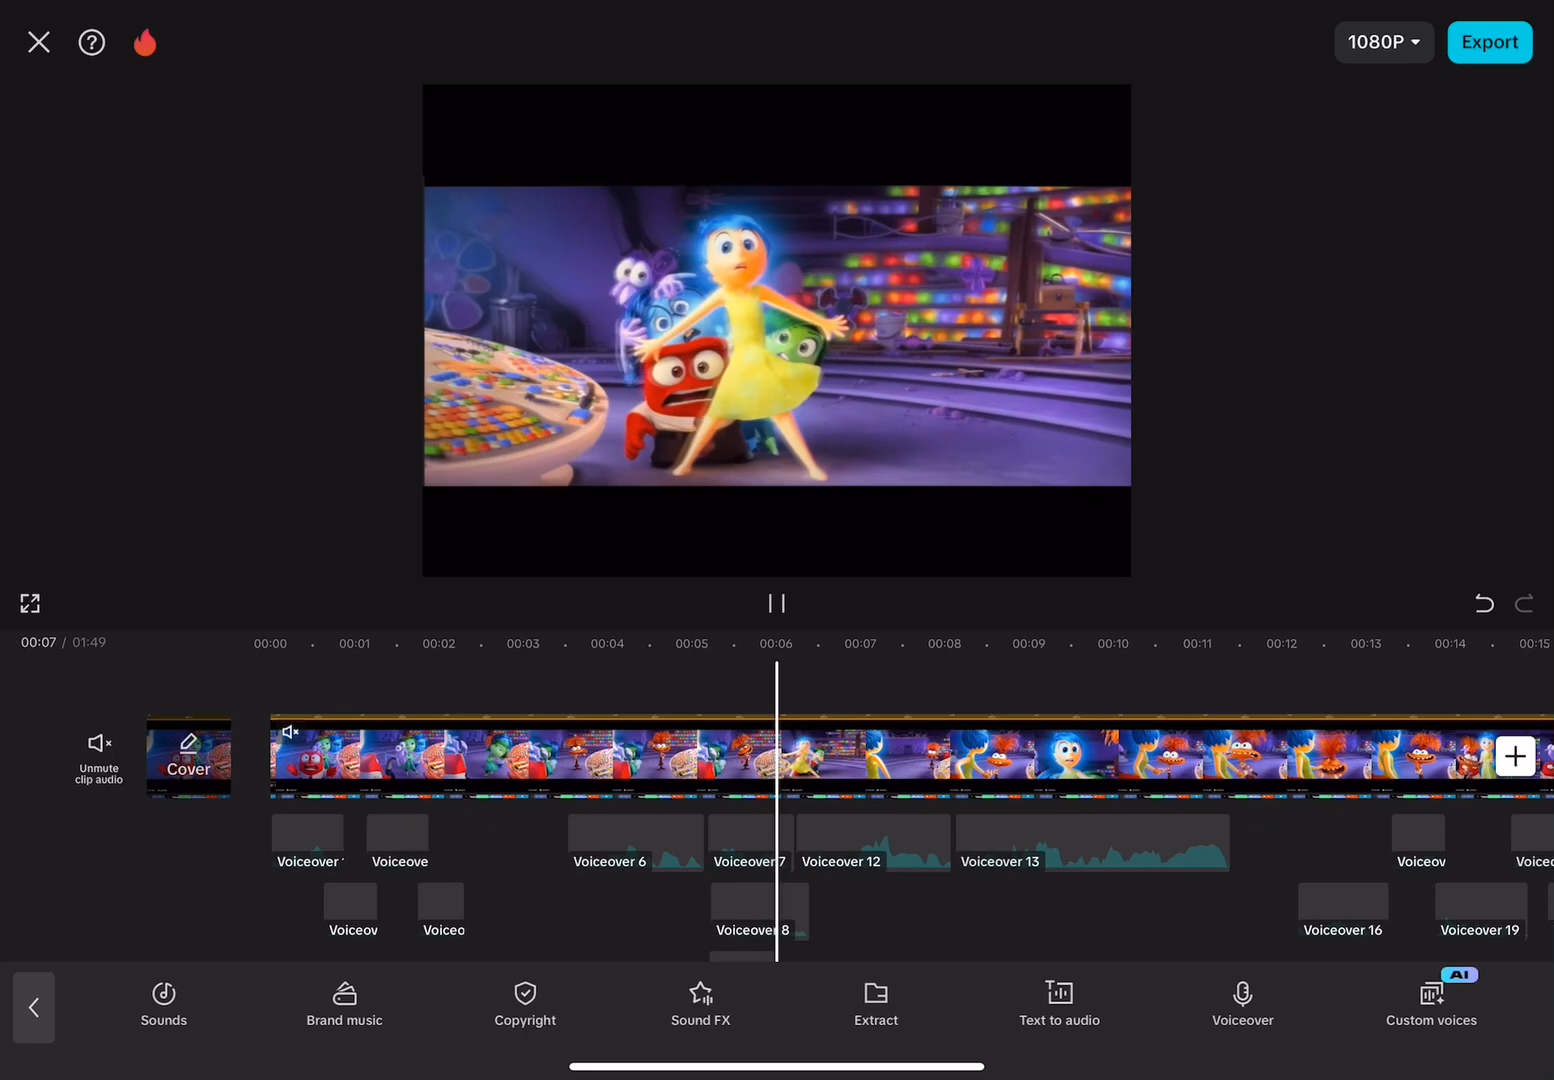 1080P
Export
00:07 / 01:49
00:00 00:01 00:02 00:03 00:04 00:05 00:06 00:07 00:08 00:09 00:10 00:11 00:12 00:13 00:14 00:15
Unmute
clip audio
Cover
Voiceover Voiceove Voiceover 6 Voiceover 7 Voiceover 12 Voiceover 13 Voiceov Voice
Voiceov Voiceo Voiceover 8 Voiceover 16 Voiceover 19
AI
Sounds Brand music Copyright Sound FX Extract Text to audio Voiceover Custom voices